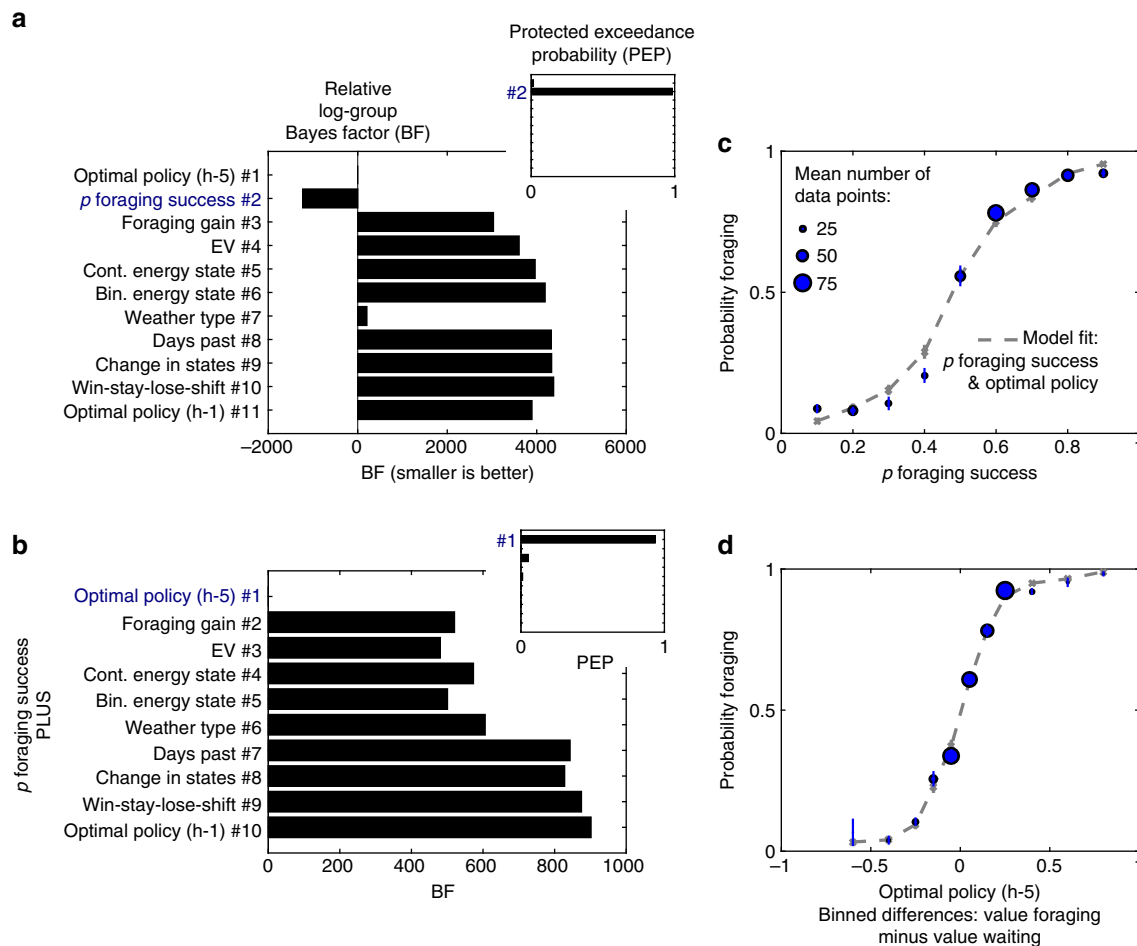 a
Protected exceedance
probability (PEP)
#2
0 1
Relative
log-group
Bayes factor (BF)
Optimal policy (h-5) #1
p foraging success #2
Foraging gain #3
EV #4
Cont. energy state #5
Bin. energy state #6
Weather type #7
Days past #8
Change in states #9
Win-stay-lose-shift #10
Optimal policy (h-1) #11
−2000 0 2000 4000 6000
BF (smaller is better)
b
p foraging success
PLUS
#1
0 1
PEP
Optimal policy (h-5) #1
Foraging gain #2
EV #3
Cont. energy state #4
Bin. energy state #5
Weather type #6
Days past #7
Change in states #8
Win-stay-lose-shift #9
Optimal policy (h-1) #10
0 200 400 600 800 1000
BF
c
Probability foraging
1
0.5
0
Mean number of
data points:
25
50
75
Model fit:
p foraging success
& optimal policy
0 0.2 0.4 0.6 0.8 1
p foraging success
d
Probability foraging
1
0.5
0
−1 −0.5 0 0.5 1
Optimal policy (h-5)
Binned differences: value foraging
minus value waiting